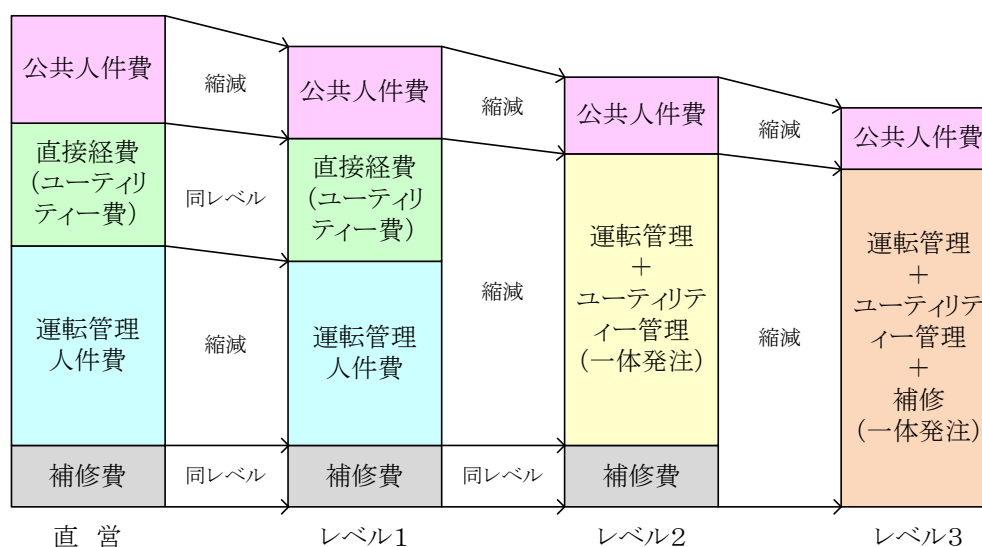 公共人件費
直接経費
(ユーティリ
ティー費)
運転管理
人件費
補修費
直 営
縮減
同レベル
縮減
同レベル
公共人件費
直接経費
(ユーティリ
ティー費)
運転管理
人件費
補修費
レベル1
縮減
縮減
同レベル
公共人件費
運転管理
+
ユーティリテ
ィー管理
(一体発注)
補修費
レベル2
縮減
縮減
公共人件費
運転管理
+
ユーティリテ
ィー管理
+
補修
(一体発注)
レベル3